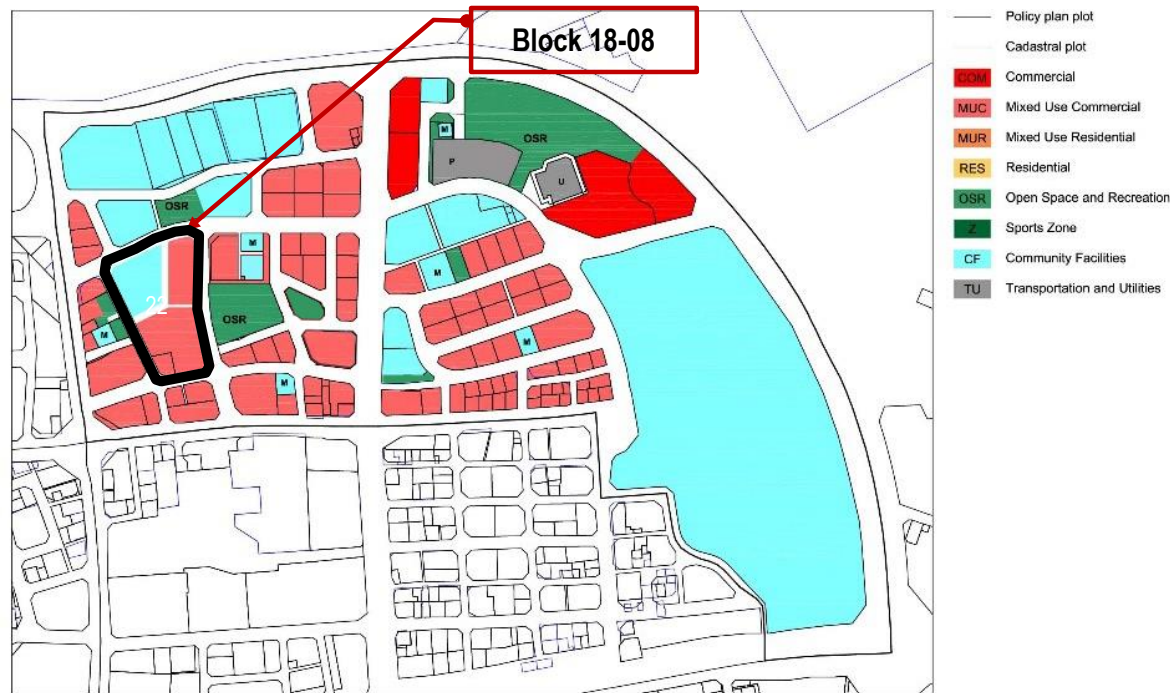 Block 18-08
OSR
M
P
U
OSR
M
M
22
M
OSR
M
M
Policy plan plot
Cadastral plot
COM Commercial
MUC Mixed Use Commercial
MUR Mixed Use Residential
RES Residential
OSR Open Space and Recreation
Z Sports Zone
CF Community Facilities
TU Transportation and Utilities